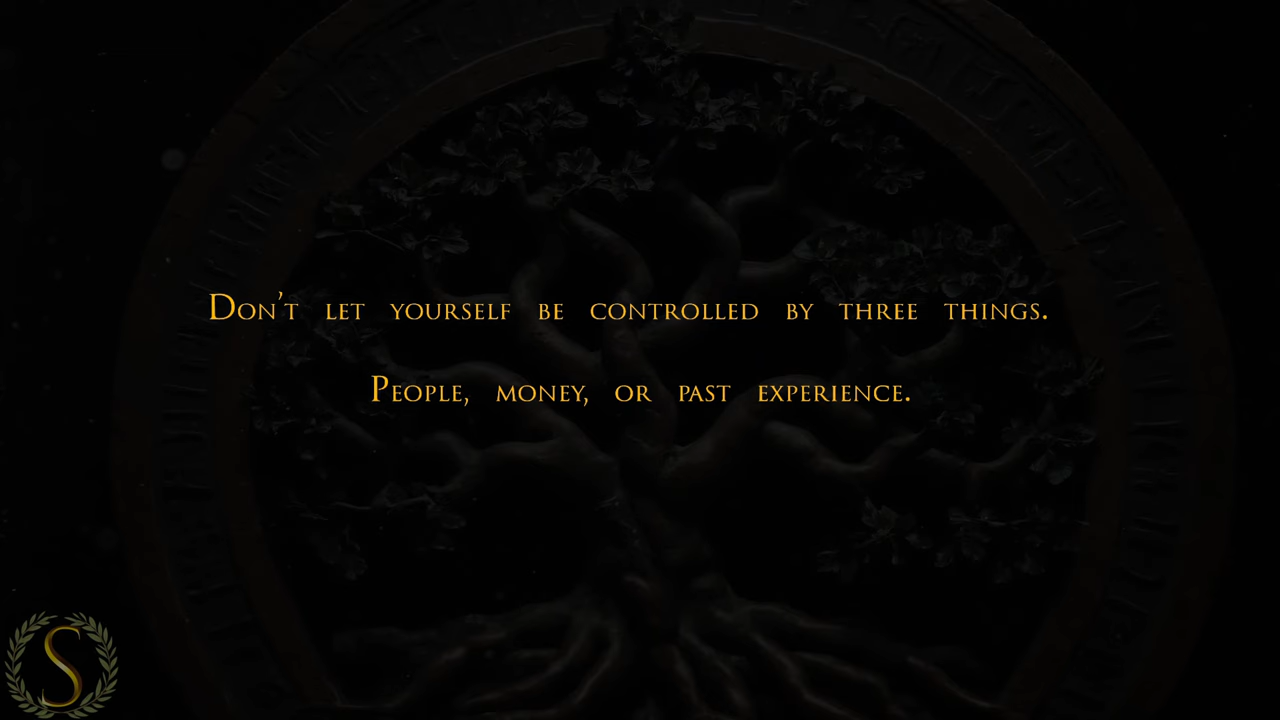 Don't let yourself be controlled by three things.
People, money, or past experience.
S